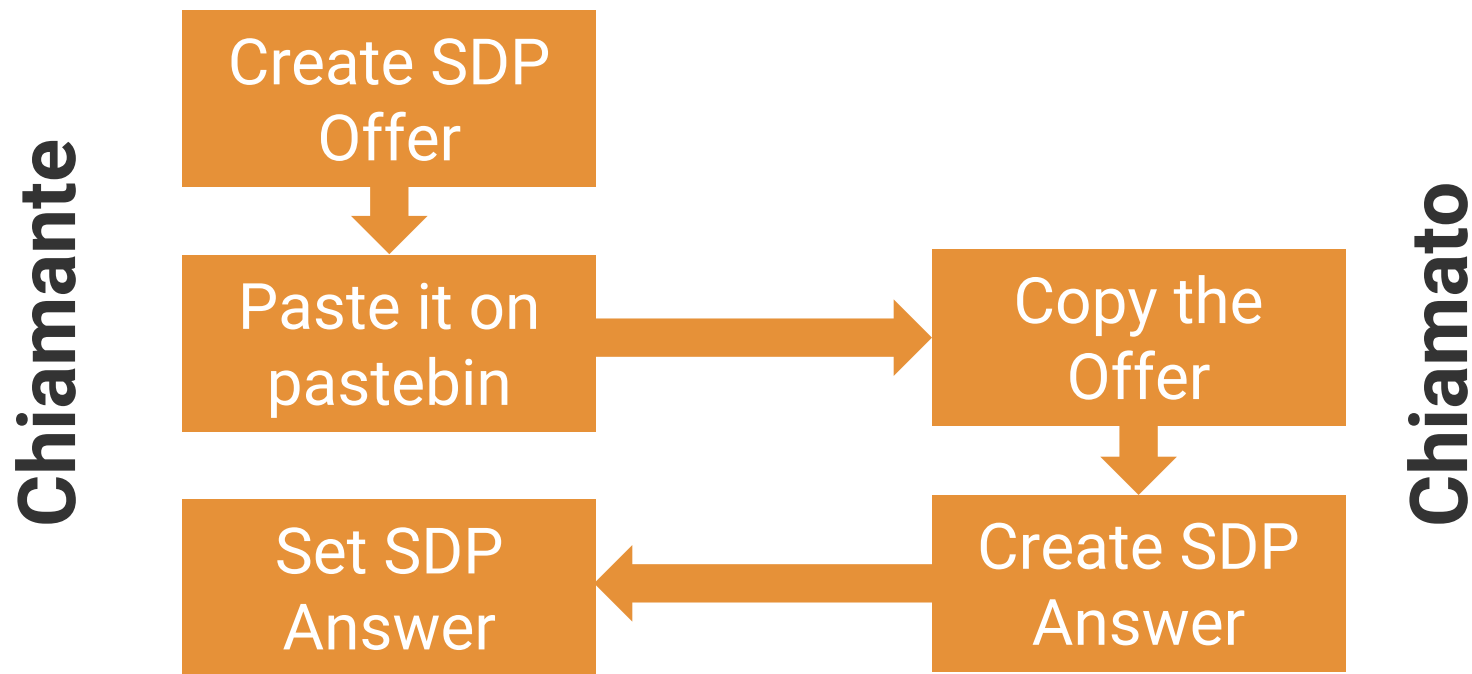 Chiamante
Create SDP
Offer
Paste it on
pastebin
Set SDP
Answer
Copy the
Offer
Create SDP
Answer
Chiamato